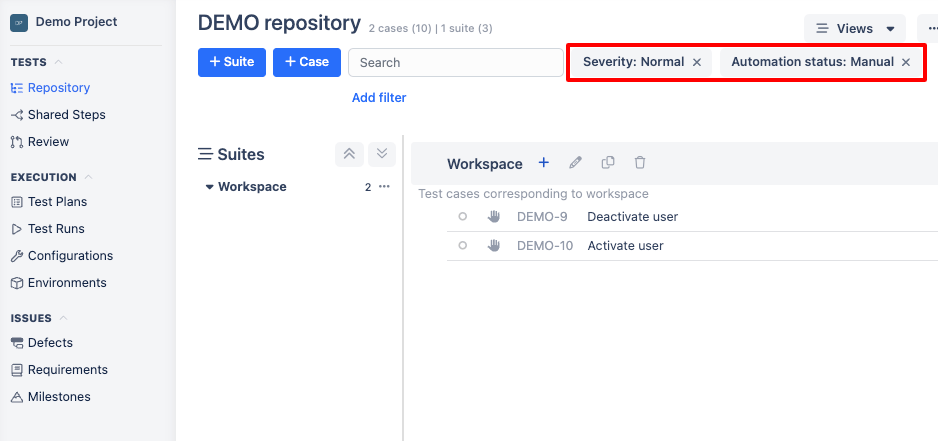 DP Demo Project
TESTS
Repository
Shared Steps
Review
EXECUTION
Test Plans
Test Runs
Configurations
Environments
ISSUES
Defects
Requirements
Milestones
DEMO repository 2 cases (10) | 1 suite (3)
Views
+ Suite + Case Search Severity: Normal × Automation status: Manual ×
Add filter
Suites
Workspace 2
Workspace
Test cases corresponding to workspace
DEMO-9 Deactivate user
DEMO-10 Activate user